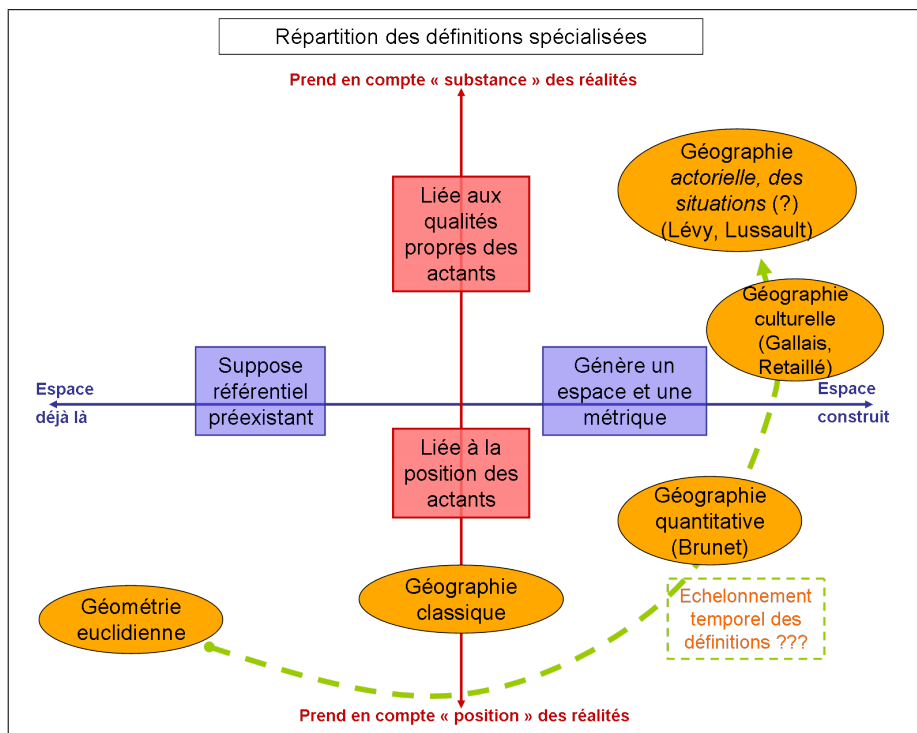 Répartition des définitions spécialisées
Prend en compte « substance » des réalités
Géographie
actorielle, des
situations (?)
(Lévy, Lussault)
Liée aux
qualités
propres des
actants
Géographie
culturelle
(Gallais,
Retaillé)
Suppose
référentiel
préexistant
Génère un
espace et une
métrique
Espace
déjà là
Espace
construit
Liée à la
position des
actants
Géographie
quantitative
(Brunet)
Géographie
classique
Géométrie
euclidienne
Echelonnement
temporel des
définitions ???
Prend en compte « position » des réalités